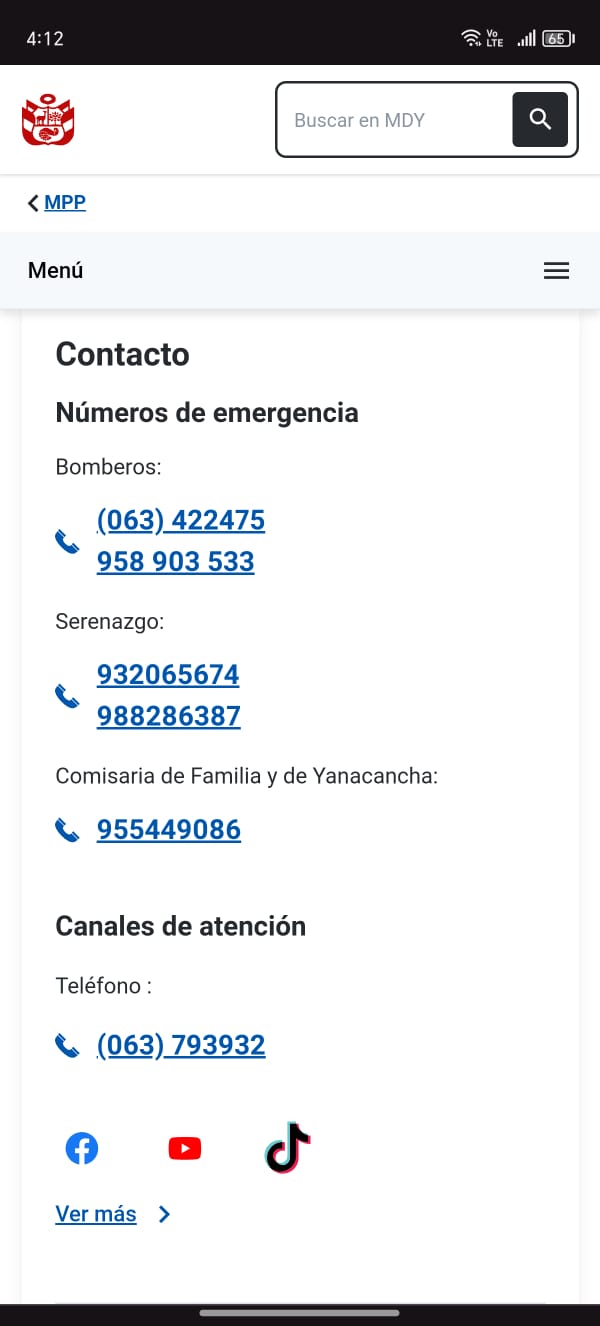 4:12
Vo
LTE
65
Buscar en MDY
MPP
Menú
Contacto
Números de emergencia
Bomberos:
(063) 422475
958 903 533
Serenazgo:
932065674
988286387
Comisaria de Familia y de Yanacancha:
955449086
Canales de atención
Teléfono :
(063) 793932
Ver más